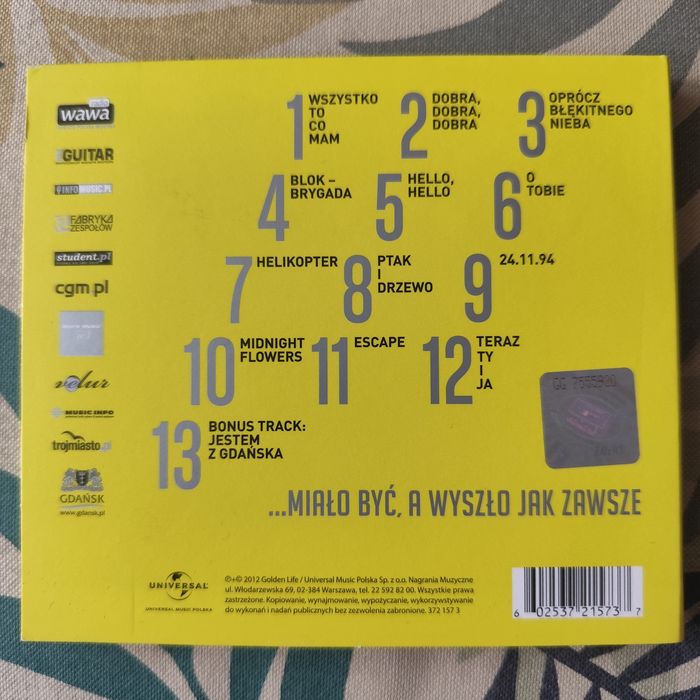 radio
wawa
1 WSZYSTKO
TO
CO
MAM
2 DOBRA,
DOBRA,
DOBRA
3 OPRÓCZ
BŁĘKITNEGO
NIEBA
GUITAR
INFOMUSIC.PL
FABRYKA
ZESPOŁÓW
4 BLOK –
BRYGADA
5 HELLO,
HELLO
6 O
TOBIE
student.pl
cgm.pl
7 HELIKOPTER
8 PTAK
I
DRZEWO
9 24.11.94
10 MIDNIGHT
FLOWERS
11 ESCAPE
12 TERAZ
TY
I
JA
velur
MUSIC INFO
trojmiasto.pl
GDAŃSK
www.gdansk.pl
13 BONUS TRACK:
JESTEM
Z GDAŃSKA
GG 7555920
...MIAŁO BYĆ, A WYSZŁO JAK ZAWSZE
UNIVERSAL
UNIVERSAL MUSIC POLSKA
℗+© 2012 Golden Life / Universal Music Polska Sp. z o.o. Nagrania Muzyczne
ul. Włodarzewska 69, 02-384 Warszawa, tel. 22 592 82 00. Wszystkie prawa
zastrzeżone. Kopiowanie, wynajmowanie, wypożyczanie, wykorzystywanie
do wykonań i nadań publicznych bez zezwolenia zabronione. 372 157 3
6 02537 21573 7